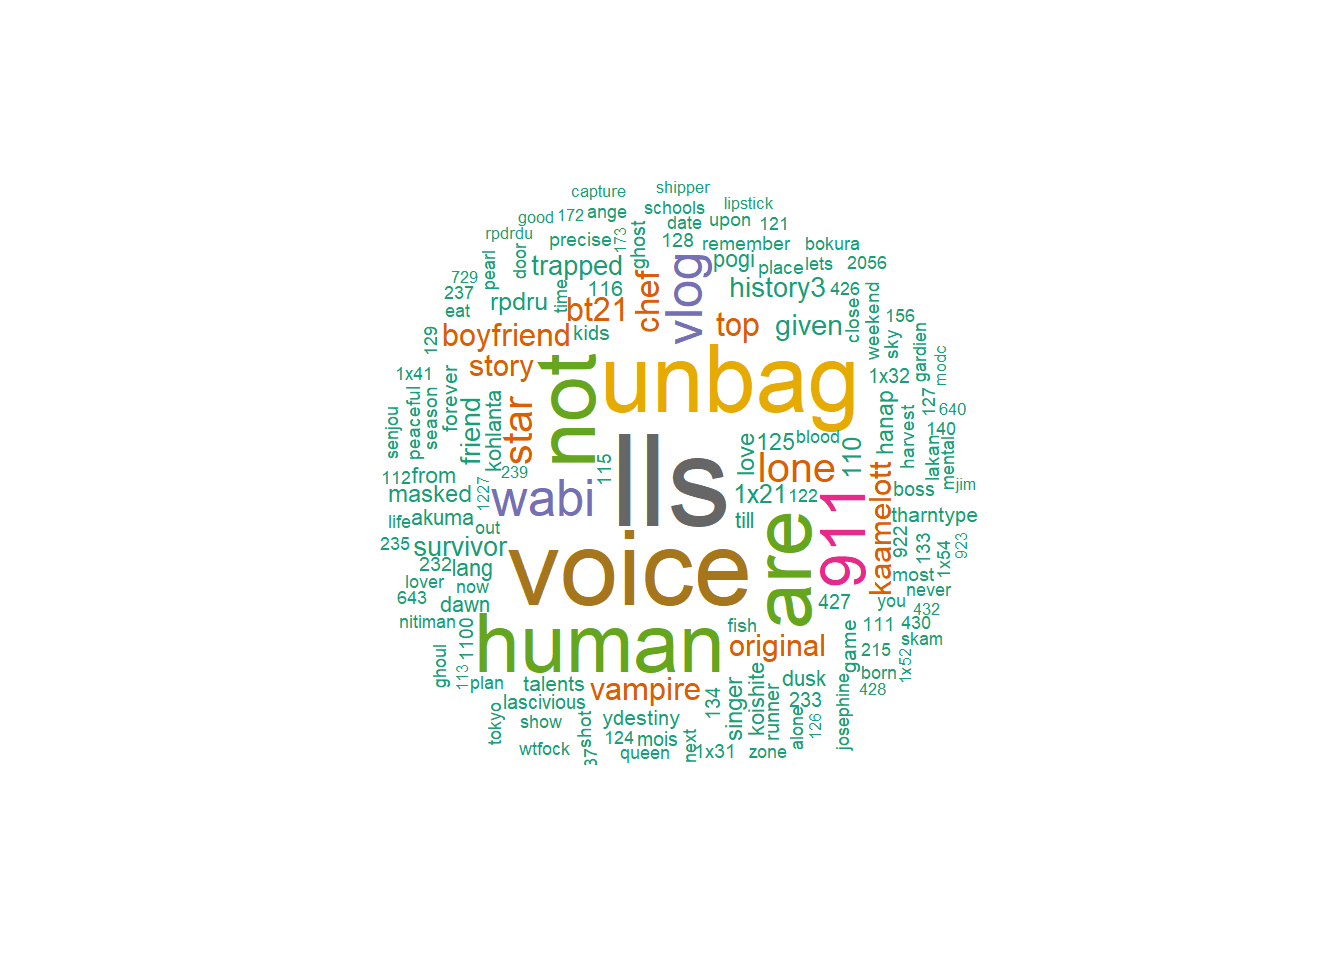 capture
shipper
lipstick
good
172
ange
schools
date
upon
121
rpdrdu
precise
173
ghost
128
remember
bokura
pearl
door
trapped
vlog
pogi
place
lets
2056
729
237
eat
rpdru
time
116
bt21
chef
history3
426
close
weekend
129
boyfriend
kids
top
given
156
sky
gardien
modc
1x41
story
not
unbag
1x32
127
640
senjou
peaceful
season
forever
friend
kohlanta
star
lls
love
125
blood
110
hanap
harvest
lakan
140
mental
112
from
239
115
lone
kaamelott
boss
jim
masked
1227
wabi
1x21
122
life
akuma
out
till
911
tharntype
235
survivor
voice
are
922
133
1x54
923
232
lang
most
never
lover
now
643
dawn
427
you
432
nitiman
human
fish
111
430
skam
ghoul
1100
113
original
game
215
1x52
plan
talents
vampire
134
singer
koishite
dusk
born
428
lascivious
233
runner
tokyo
show
shot
ydestiny
alone
126
josephine
wtfock
124
mois
queen
next
1x31
zone